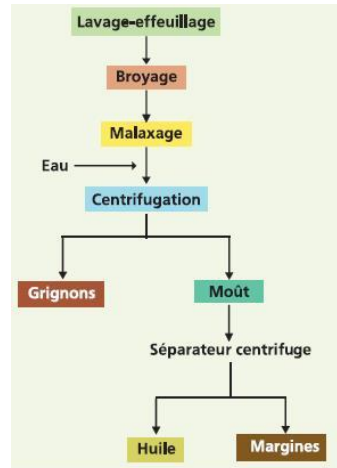 Lavage-effeuillage
Broyage
Malaxage
Eau
Centrifugation
Grignons
Moût
Séparateur centrifuge
Huile
Margines